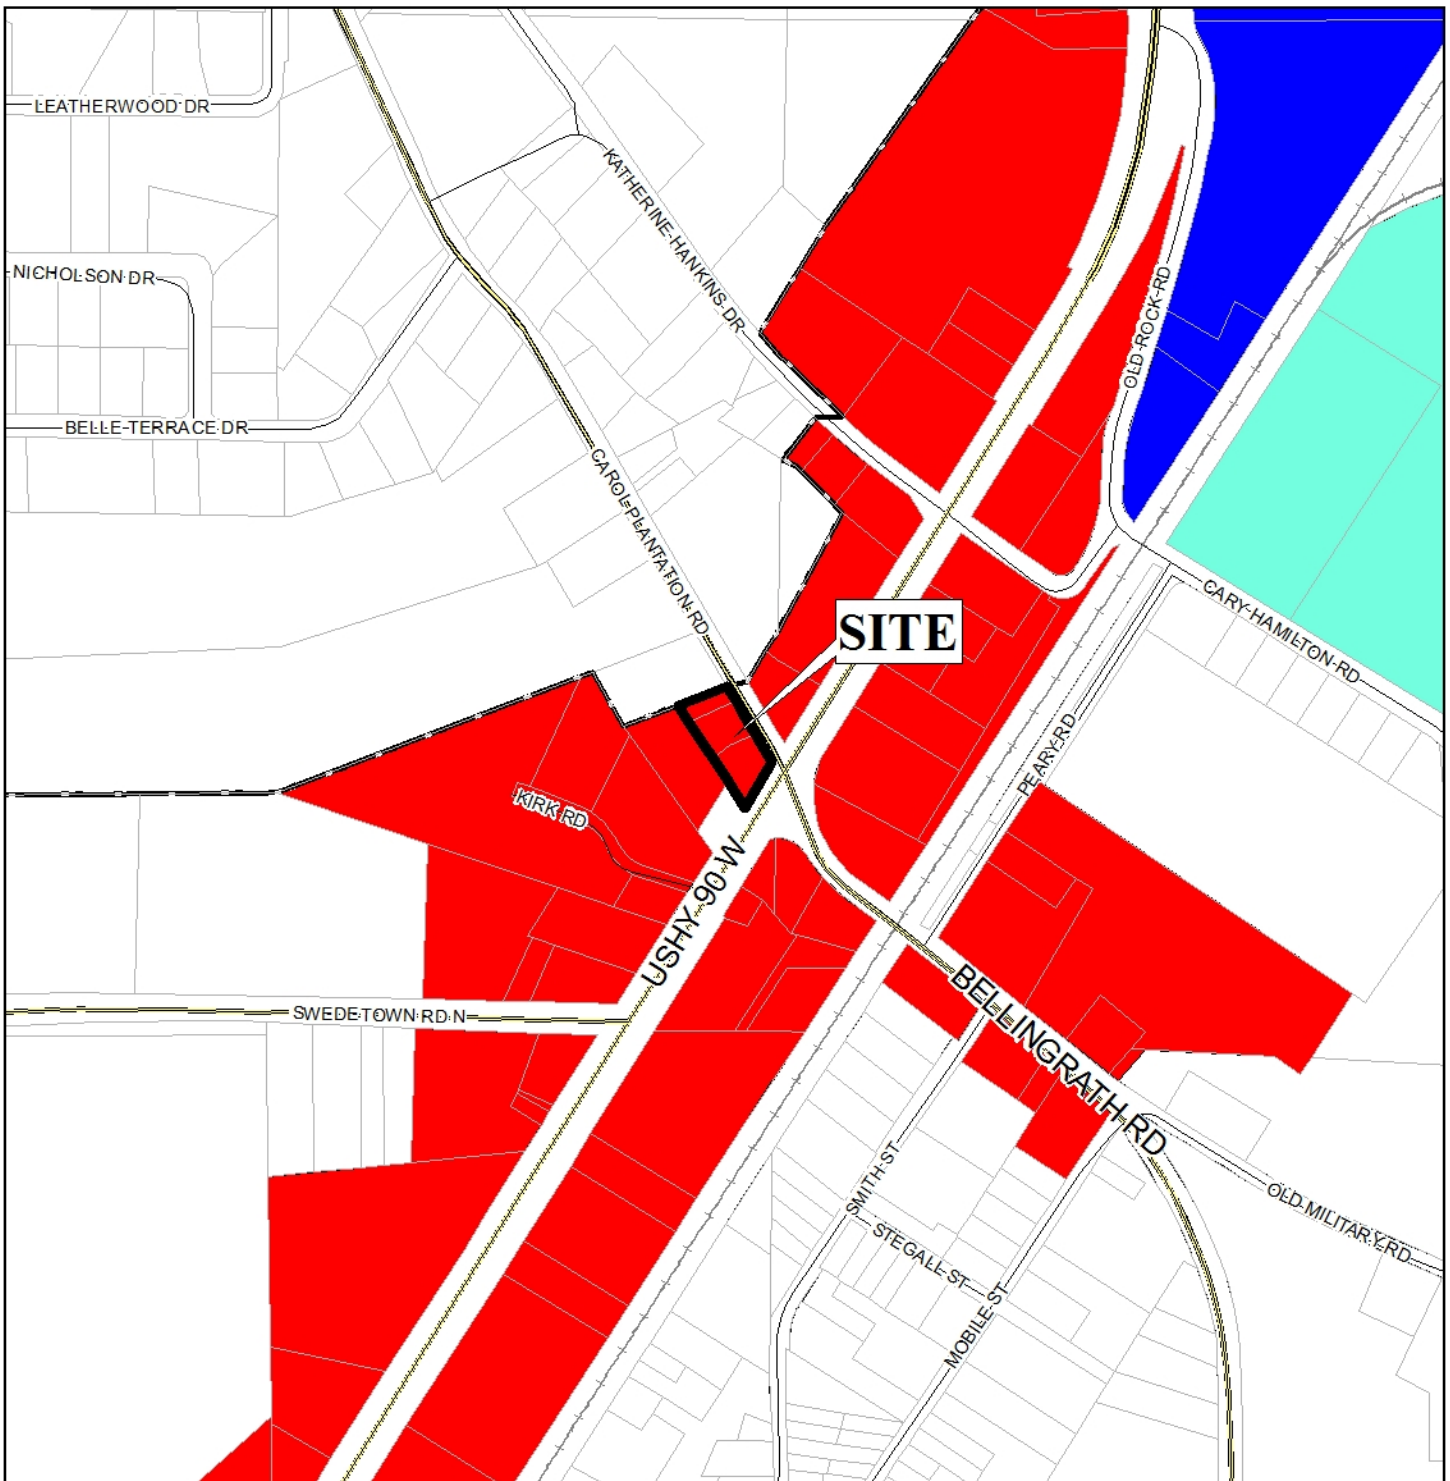 LEATHERWOOD DR
KATHERINE HANKINS DR
NICHOLSON DR
OLD ROCK RD
BELLE TERRACE DR
CAROL PLANTATION RD
CARY HAMILTON RD
SITE
PEARY RD
KIRK RD
USHY 90 W
SWEDETOWN RD N
BELLINGRATH RD
SMITH ST
OLD MILITARY RD
STEGALL ST
MOBILE ST